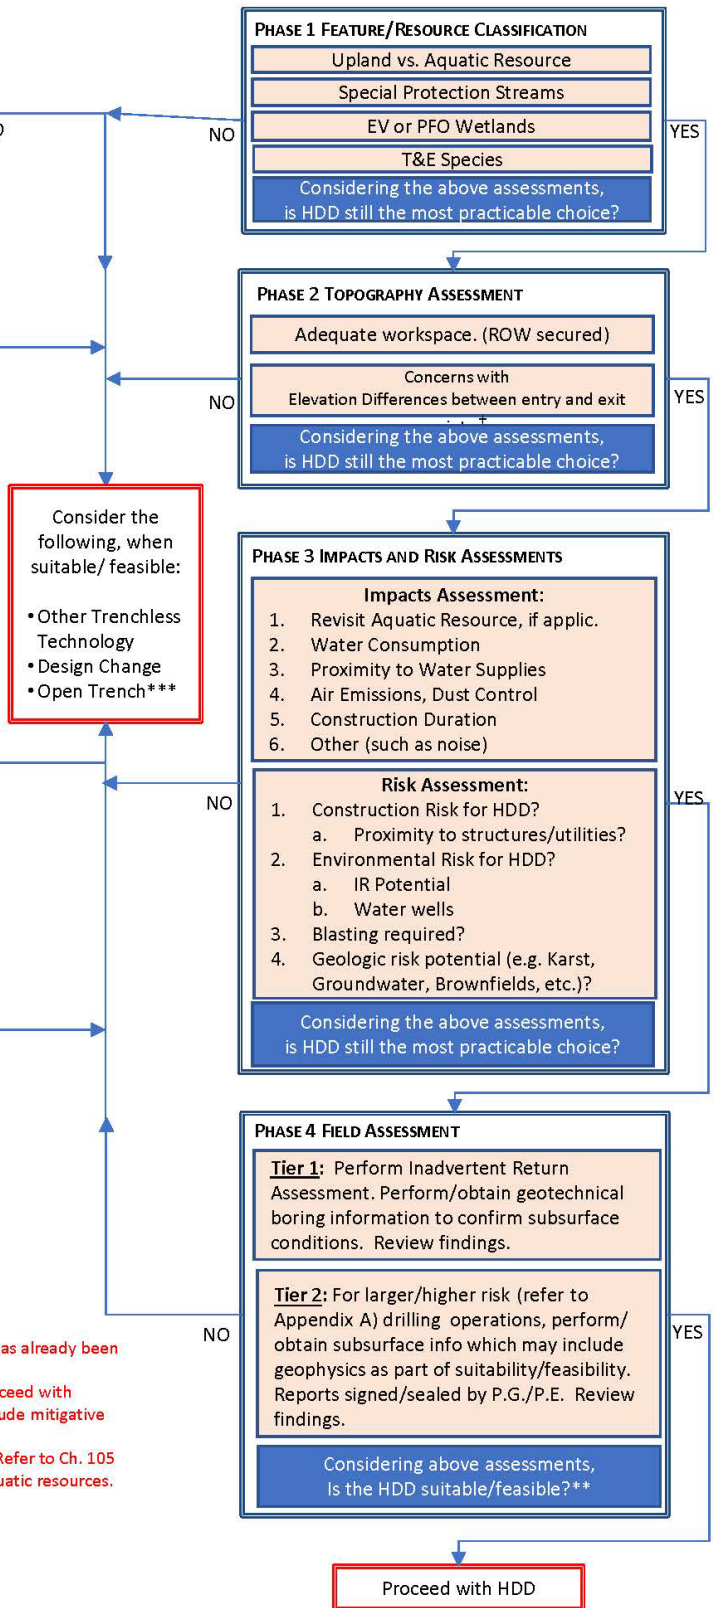 PHASE 1 FEATURE/RESOURCE CLASSIFICATION
Upland vs. Aquatic Resource
Special Protection Streams
EV or PFO Wetlands
T&E Species
Considering the above assessments,
is HDD still the most practicable choice?
NO
YES
PHASE 2 TOPOGRAPHY ASSESSMENT
Adequate workspace. (ROW secured)
Concerns with
Elevation Differences between entry and exit
Considering the above assessments,
is HDD still the most practicable choice?
NO
YES
Consider the
following, when
suitable/ feasible:
• Other Trenchless
Technology
• Design Change
• Open Trench***
PHASE 3 IMPACTS AND RISK ASSESSMENTS
Impacts Assessment:
1. Revisit Aquatic Resource, if applic.
2. Water Consumption
3. Proximity to Water Supplies
4. Air Emissions, Dust Control
5. Construction Duration
6. Other (such as noise)
Risk Assessment:
1. Construction Risk for HDD?
a. Proximity to structures/utilities?
2. Environmental Risk for HDD?
a. IR Potential
b. Water wells
3. Blasting required?
4. Geologic risk potential (e.g. Karst,
Groundwater, Brownfields, etc.)?
Considering the above assessments,
is HDD still the most practicable choice?
NO
YES
PHASE 4 FIELD ASSESSMENT
Tier 1: Perform Inadvertent Return
Assessment. Perform/obtain geotechnical
boring information to confirm subsurface
conditions. Review findings.
Tier 2: For larger/higher risk (refer to
Appendix A) drilling operations, perform/
obtain subsurface info which may include
geophysics as part of suitability/feasibility.
Reports signed/sealed by P.G./P.E. Review
findings.
Considering above assessments,
Is the HDD suitable/feasible?**
NO
YES
as already been
ceed with
ude mitigative
Refer to Ch. 105
uatic resources.
Proceed with HDD